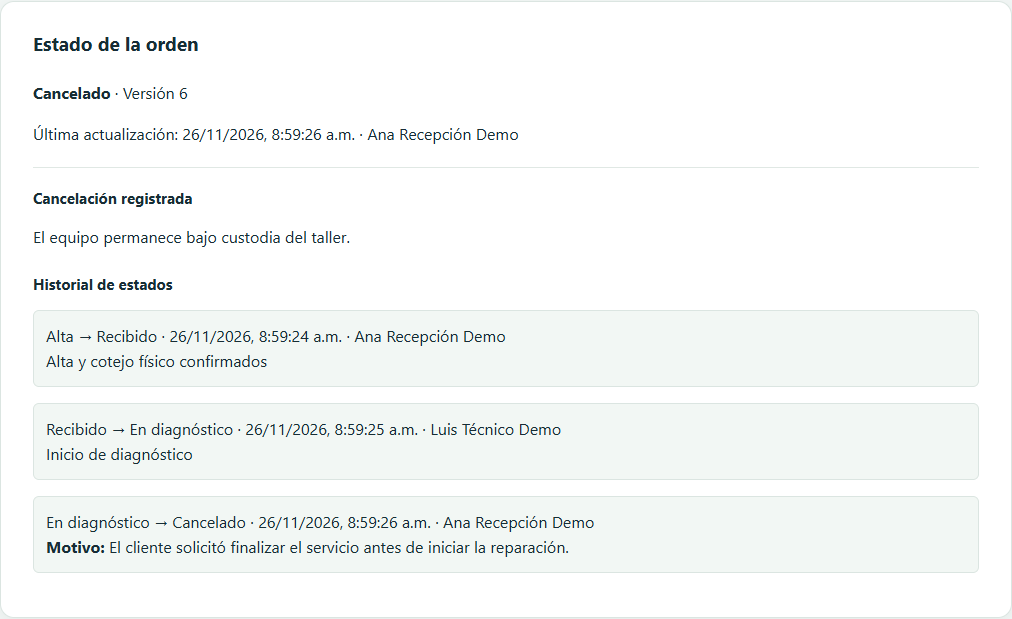 Estado de la orden
Cancelado · Versión 6
Última actualización: 26/11/2026, 8:59:26 a.m. · Ana Recepción Demo
Cancelación registrada
El equipo permanece bajo custodia del taller.
Historial de estados
Alta → Recibido · 26/11/2026, 8:59:24 a.m. · Ana Recepción Demo
Alta y cotejo físico confirmados
Recibido → En diagnóstico · 26/11/2026, 8:59:25 a.m. · Luis Técnico Demo
Inicio de diagnóstico
En diagnóstico → Cancelado · 26/11/2026, 8:59:26 a.m. · Ana Recepción Demo
Motivo: El cliente solicitó finalizar el servicio antes de iniciar la reparación.